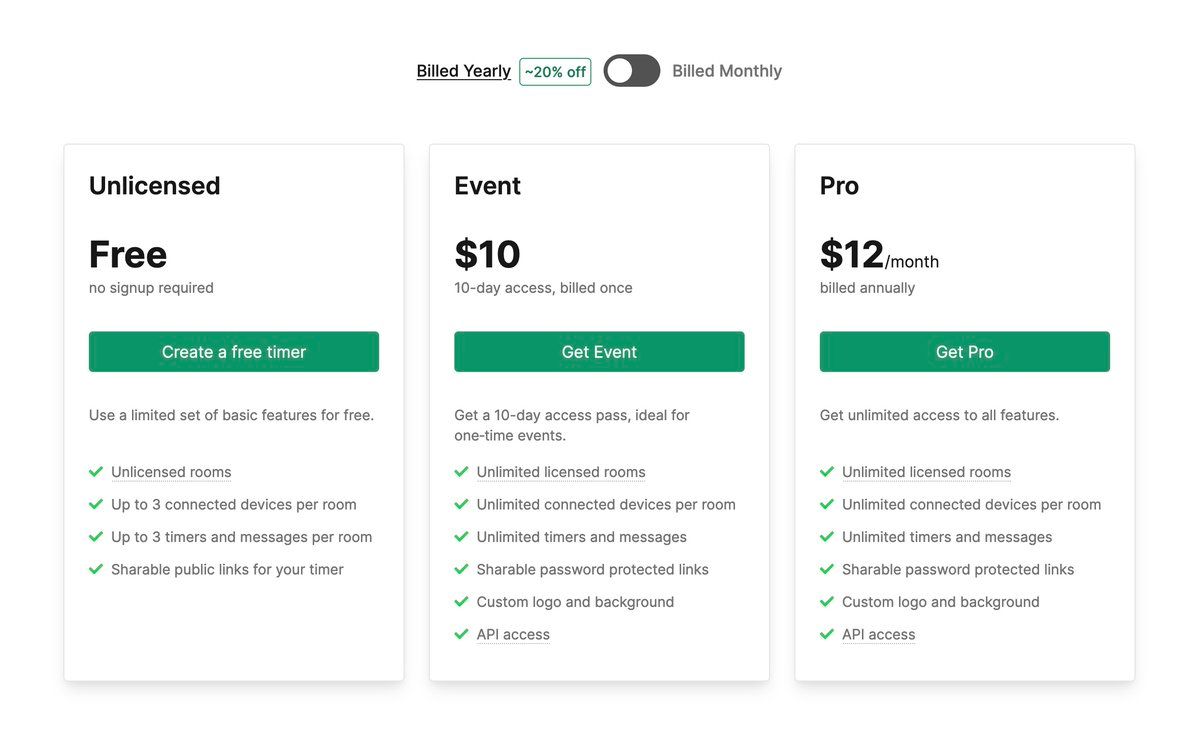 Billed Yearly ~20% off Billed Monthly
Unlicensed
Free
no signup required
Create a free timer
Use a limited set of basic features for free.
Unlicensed rooms
Up to 3 connected devices per room
Up to 3 timers and messages per room
Sharable public links for your timer
Event
$10
10-day access, billed once
Get Event
Get a 10-day access pass, ideal for
one-time events.
Unlimited licensed rooms
Unlimited connected devices per room
Unlimited timers and messages
Sharable password protected links
Custom logo and background
API access
Pro
$12/month
billed annually
Get Pro
Get unlimited access to all features.
Unlimited licensed rooms
Unlimited connected devices per room
Unlimited timers and messages
Sharable password protected links
Custom logo and background
API access